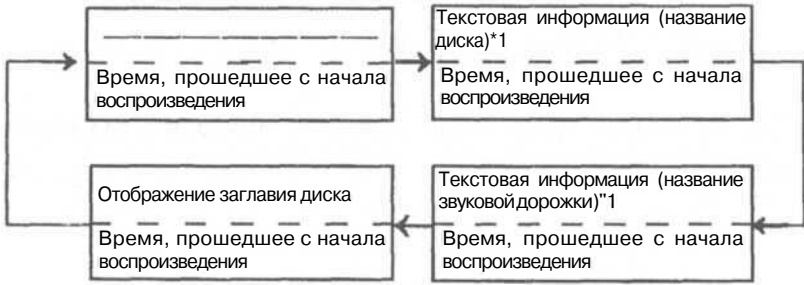 Время, прошедшее с начала
воспроизведения
Текстовая информация (название
диска)*1
Время, прошедшее с начала
воспроизведения
Отображение заглавия диска
Время, прошедшее с начала
воспроизведения
Текстовая информация (название
звуковой дорожки)"1
Время, прошедшее с начала
воспроизведения